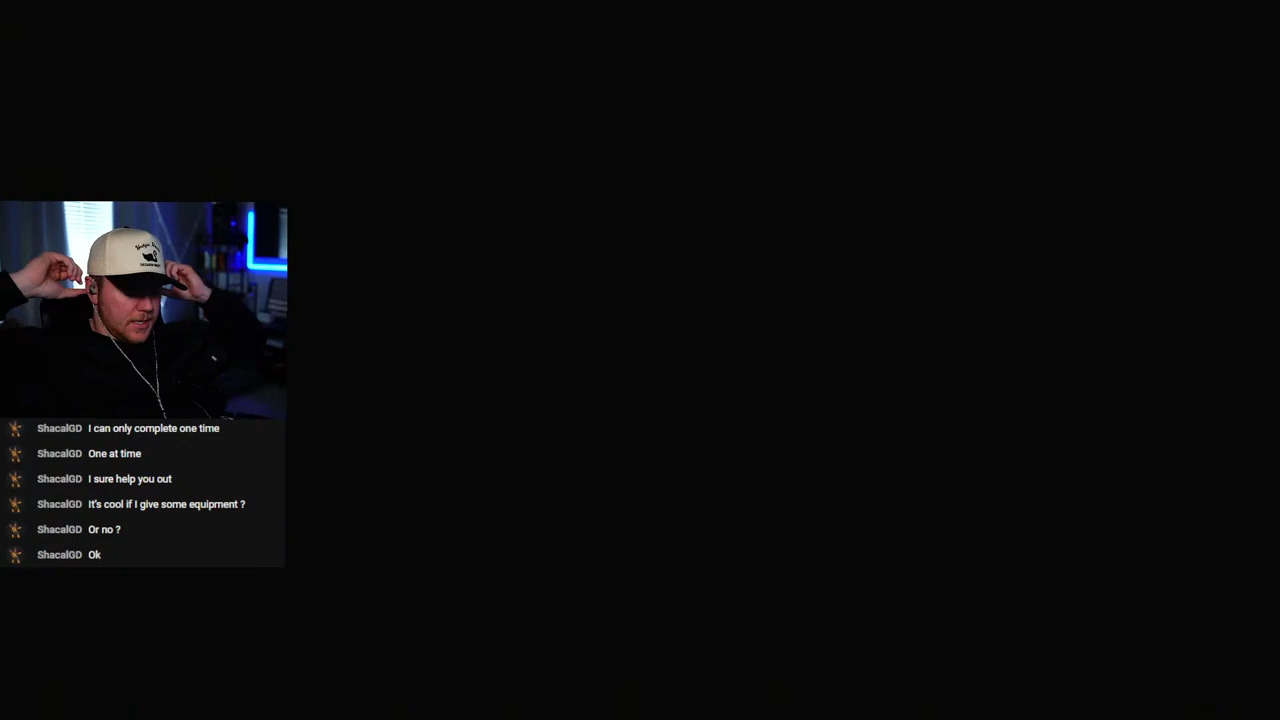 ShacalGD I can only complete one time
ShacalGD One at time
ShacalGD I sure help you out
ShacalGD It's cool if I give some equipment ?
ShacalGD Or no ?
ShacalGD Ok